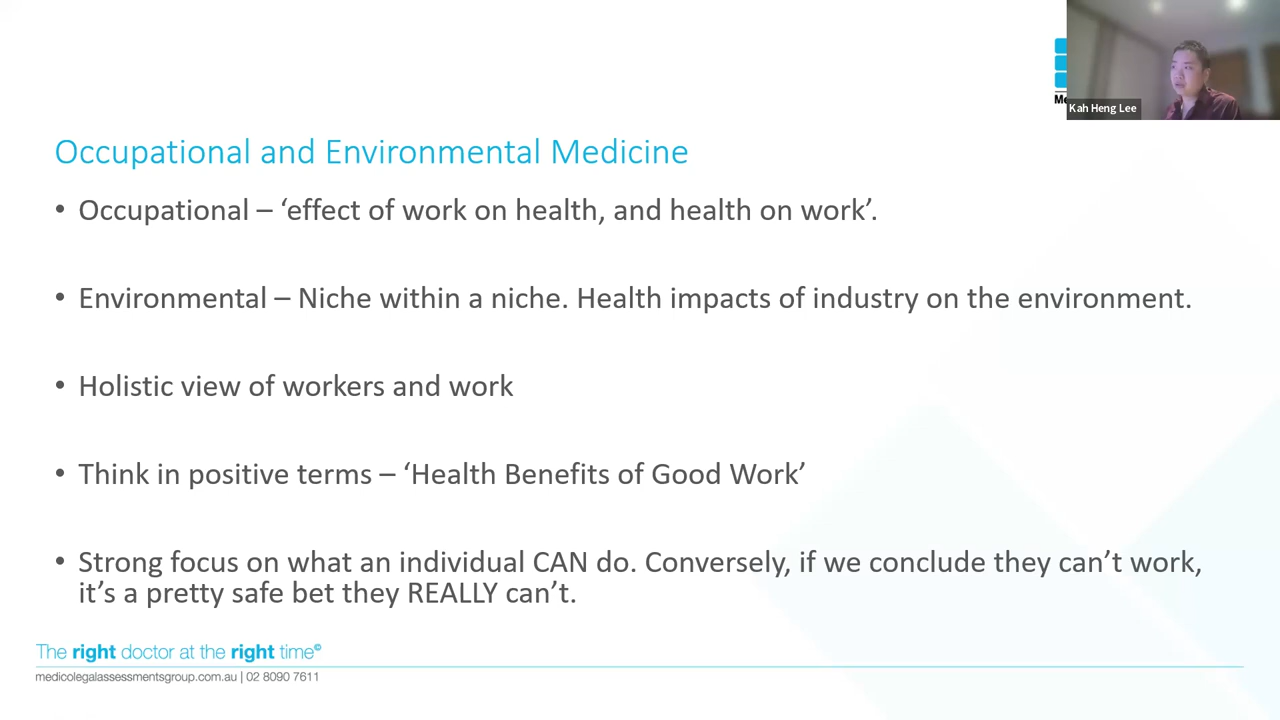 Me
Kah Heng Lee
Occupational and Environmental Medicine
• Occupational – ‘effect of work on health, and health on work’.
• Environmental – Niche within a niche. Health impacts of industry on the environment.
• Holistic view of workers and work
• Think in positive terms – ‘Health Benefits of Good Work’
• Strong focus on what an individual CAN do. Conversely, if we conclude they can’t work,
it’s a pretty safe bet they REALLY can’t.
The right doctor at the right time©
medicolegalassessmentsgroup.com.au | 02 8090 7611